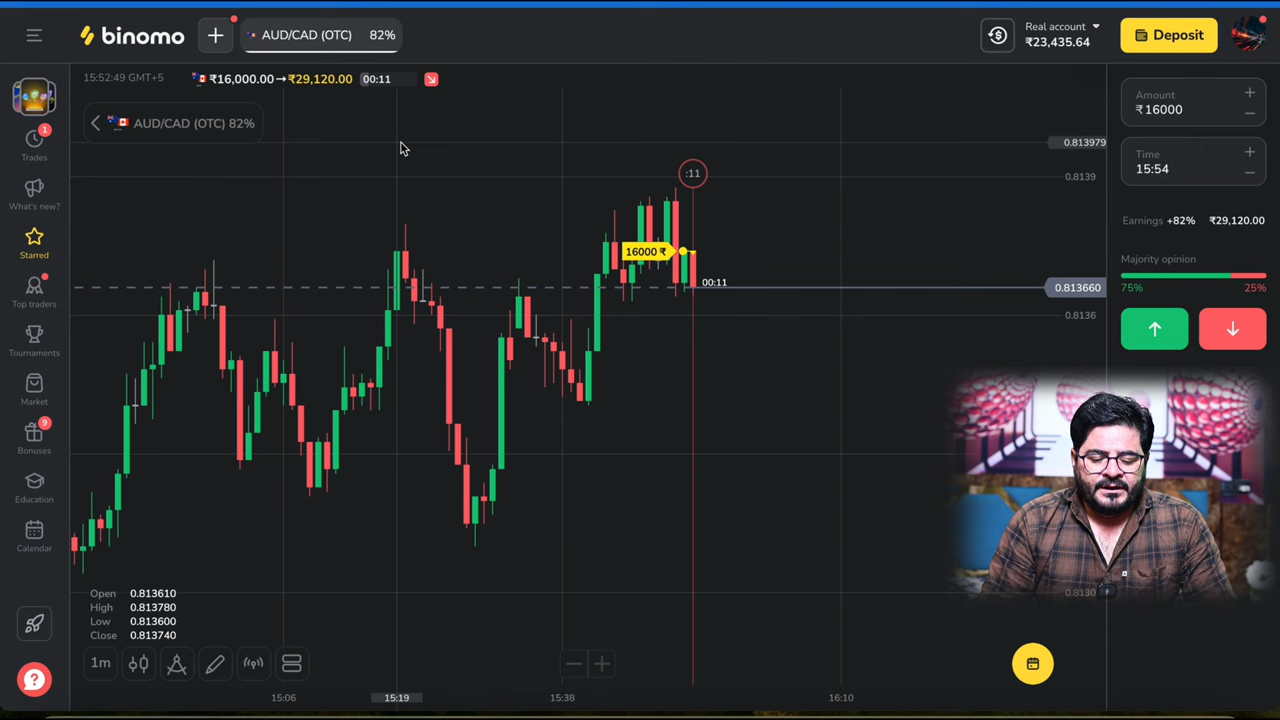 binomo
+
AUD/CAD (OTC) 82%
Real account
₹23,435.64
Deposit
15:52:49 GMT+5
₹16,000.00→₹29,120.00 00:11
AUD/CAD (OTC) 82%
1
Trades
What's new?
Starred
Top traders
Tournaments
Market
9
Bonuses
Education
Calendar
?
0.813979
0.8139
:11
16000 ₹
00:11
0.813660
0.8136
0.8130
Amount
₹16000
Time
15:54
Earnings +82% ₹29,120.00
Majority opinion
75% 25%
Open 0.813610
High 0.813780
Low 0.813600
Close 0.813740
1m
15:06 15:19 15:38 16:10